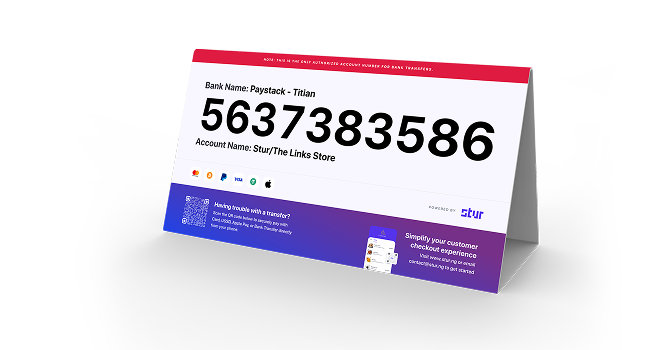 NOTE: THIS IS THE ONLY AUTHORIZED ACCOUNT NUMBER FOR BANK TRANSFERS.
Bank Name: Paystack - Titian
5637383586
Account Name: Stur/The Links Store
VISA
POWERED BY stur
Having trouble with a transfer?
Scan the QR code below to securely pay with
Card, USSD, Apple Pay, or Bank Transfer directly
from your phone.
Simplify your customer
checkout experience
Visit www.stur.ng or email
contact@stur.ng to get started